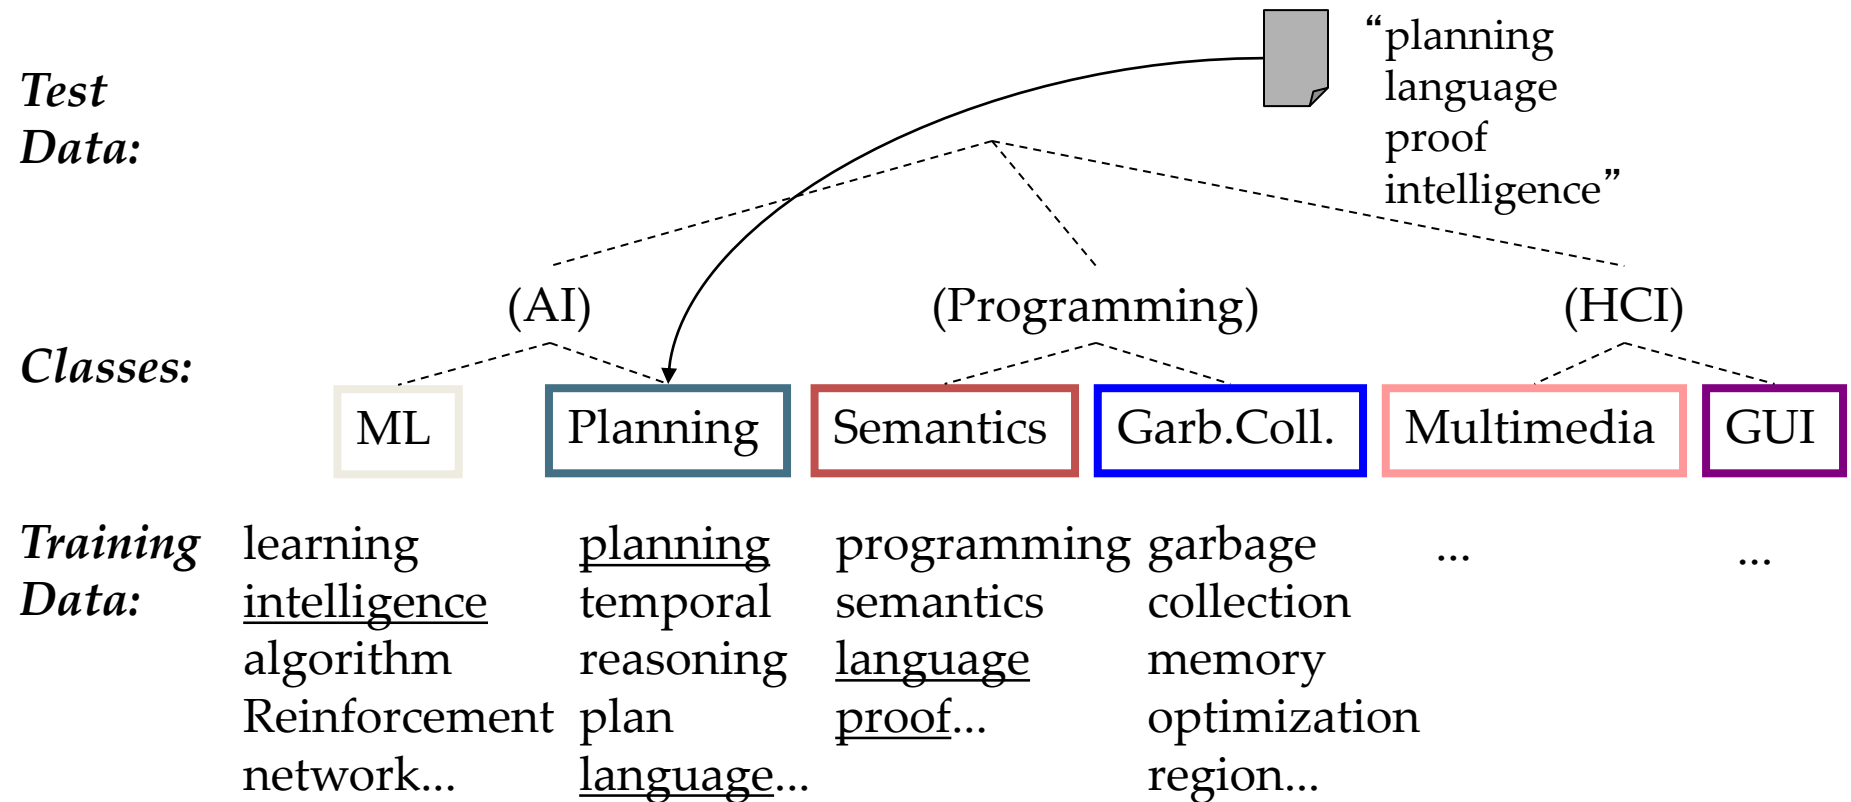 Test
Data:
“planning
language
proof
intelligence”
(AI)
(Programming)
(HCI)
Classes:
ML
Planning
Semantics
Garb.Coll.
Multimedia
GUI
Training
Data:
learning
intelligence
algorithm
Reinforcement
network...
planning
temporal
reasoning
plan
language...
programming
semantics
language
proof...
garbage
collection
memory
optimization
region...
...
...